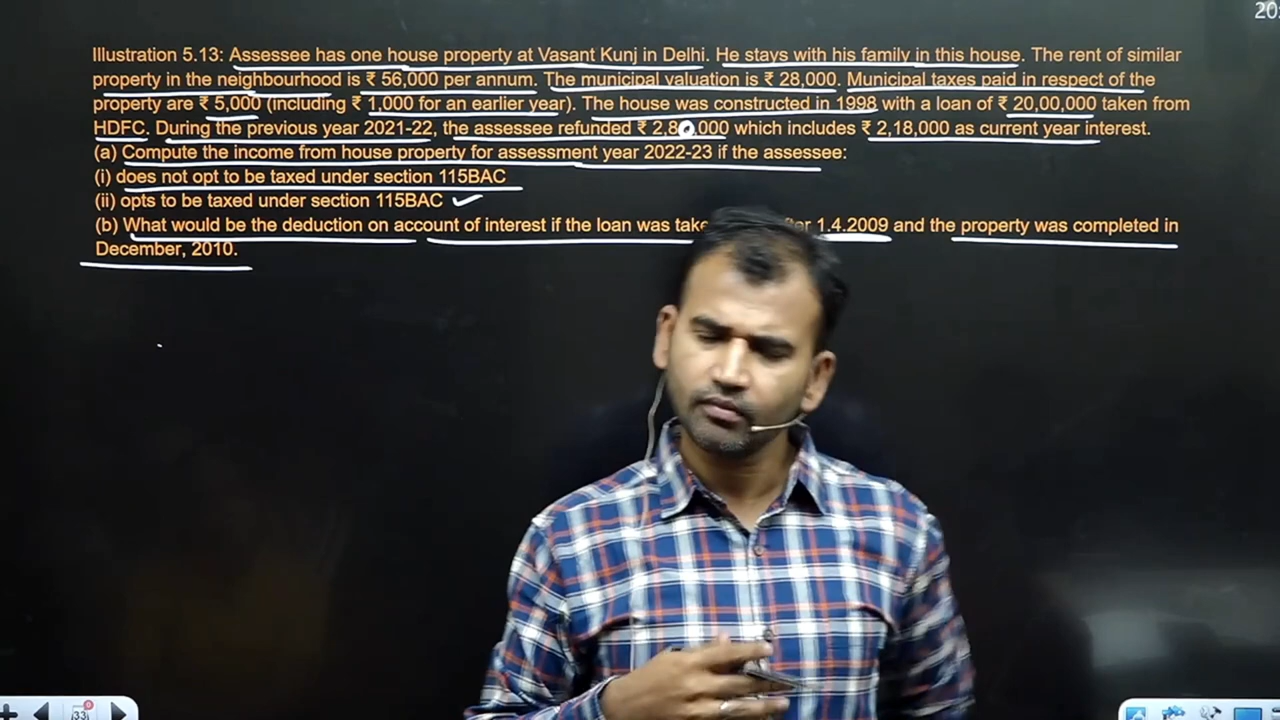 20:
Illustration 5.13: Assessee has one house property at Vasant Kunj in Delhi. He stays with his family in this house. The rent of similar
property in the neighbourhood is ₹ 56,000 per annum. The municipal valuation is ₹ 28,000. Municipal taxes paid in respect of the
property are ₹ 5,000 (including ₹ 1,000 for an earlier year). The house was constructed in 1998 with a loan of ₹ 20,00,000 taken from
HDFC. During the previous year 2021-22, the assessee refunded ₹ 2,80,000 which includes ₹ 2,18,000 as current year interest.
(a) Compute the income from house property for assessment year 2022-23 if the assessee:
(i) does not opt to be taxed under section 115BAC
(ii) opts to be taxed under section 115BAC
(b) What would be the deduction on account of interest if the loan was 1.4.2009 and the property was completed in
December, 2010.
33